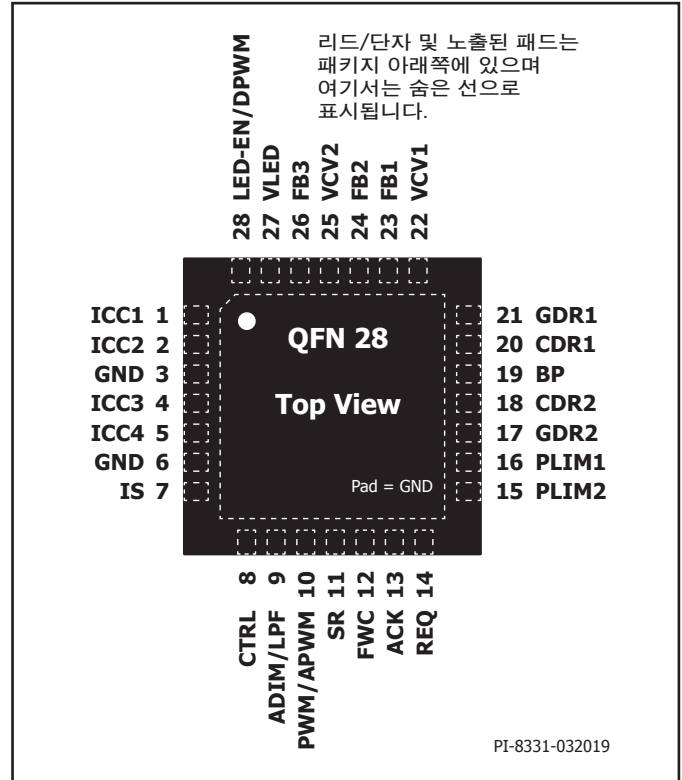 리드/단자 및 노출된 패드는
패키지 아래쪽에 있으며
여기서는 숨은 선으로
표시됩니다.
28 LED-EN/DPWM
27 VLED
26 FB3
25 VCV2
24 FB2
23 FB1
22 VCV1
ICC1 1
ICC2 2
GND 3
ICC3 4
ICC4 5
GND 6
IS 7
QFN 28
Top View
Pad = GND
21 GDR1
20 CDR1
19 BP
18 CDR2
17 GDR2
16 PLIM1
15 PLIM2
CTRL 8
ADIM/LPF 9
PWM/APWM 10
SR 11
FWC 12
ACK 13
REQ 14
PI-8331-032019